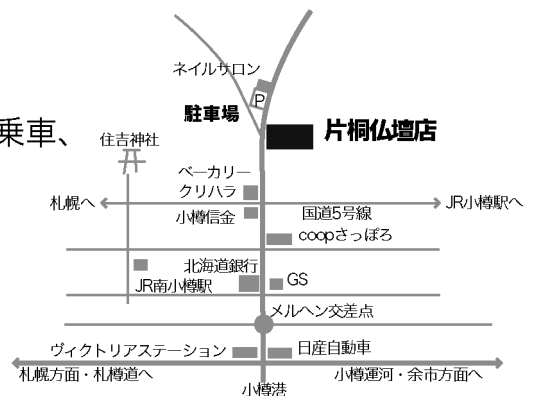 ネイルサロン
P
駐車場
乗車、
片桐仏壇店
住吉神社
ベーカリー
クリハラ
札幌へ
JR小樽駅へ
小樽信金
国道5号線
coopさっぽろ
北海道銀行
JR南小樽駅
GS
メルヘン交差点
ヴィクトリアステーション
日産自動車
札幌方面・札樽道へ
小樽運河・余市方面へ
小樽港